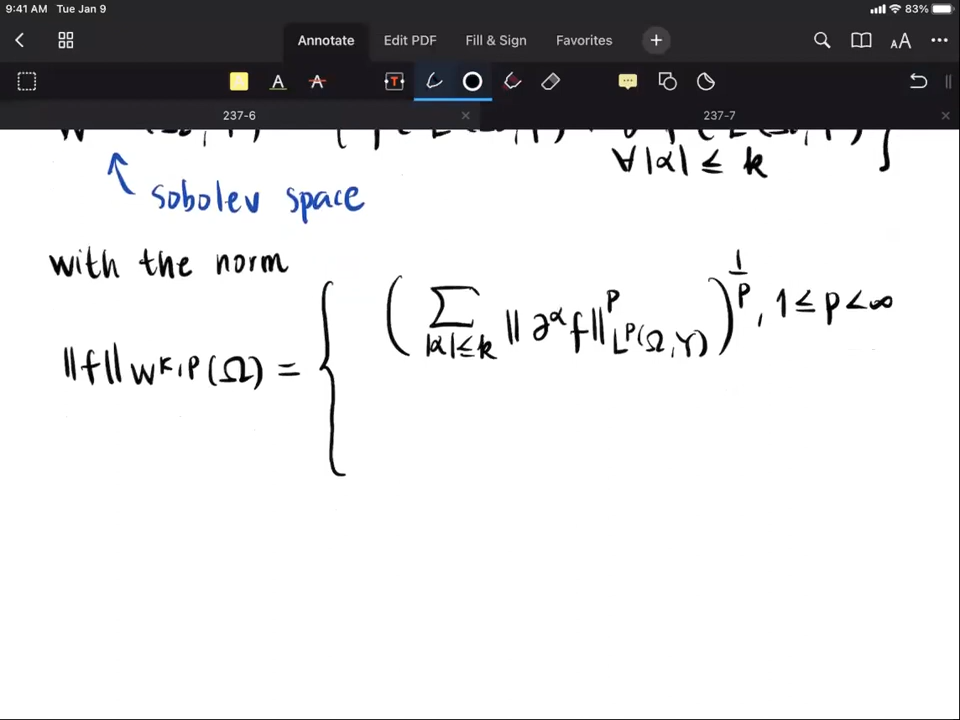 9:41 AM Tue Jan 9 83%
Annotate Edit PDF Fill & Sign Favorites +
237-6 × 237-7 ×
∀|α| ≤ k
sobolev space
with the norm
‖f‖ W^{k,p}(Ω) = { ( ∑_{|α|≤k} ‖∂^α f‖^p_{L^p(Ω,Y)} )^{1/p}, 1 ≤ p < ∞